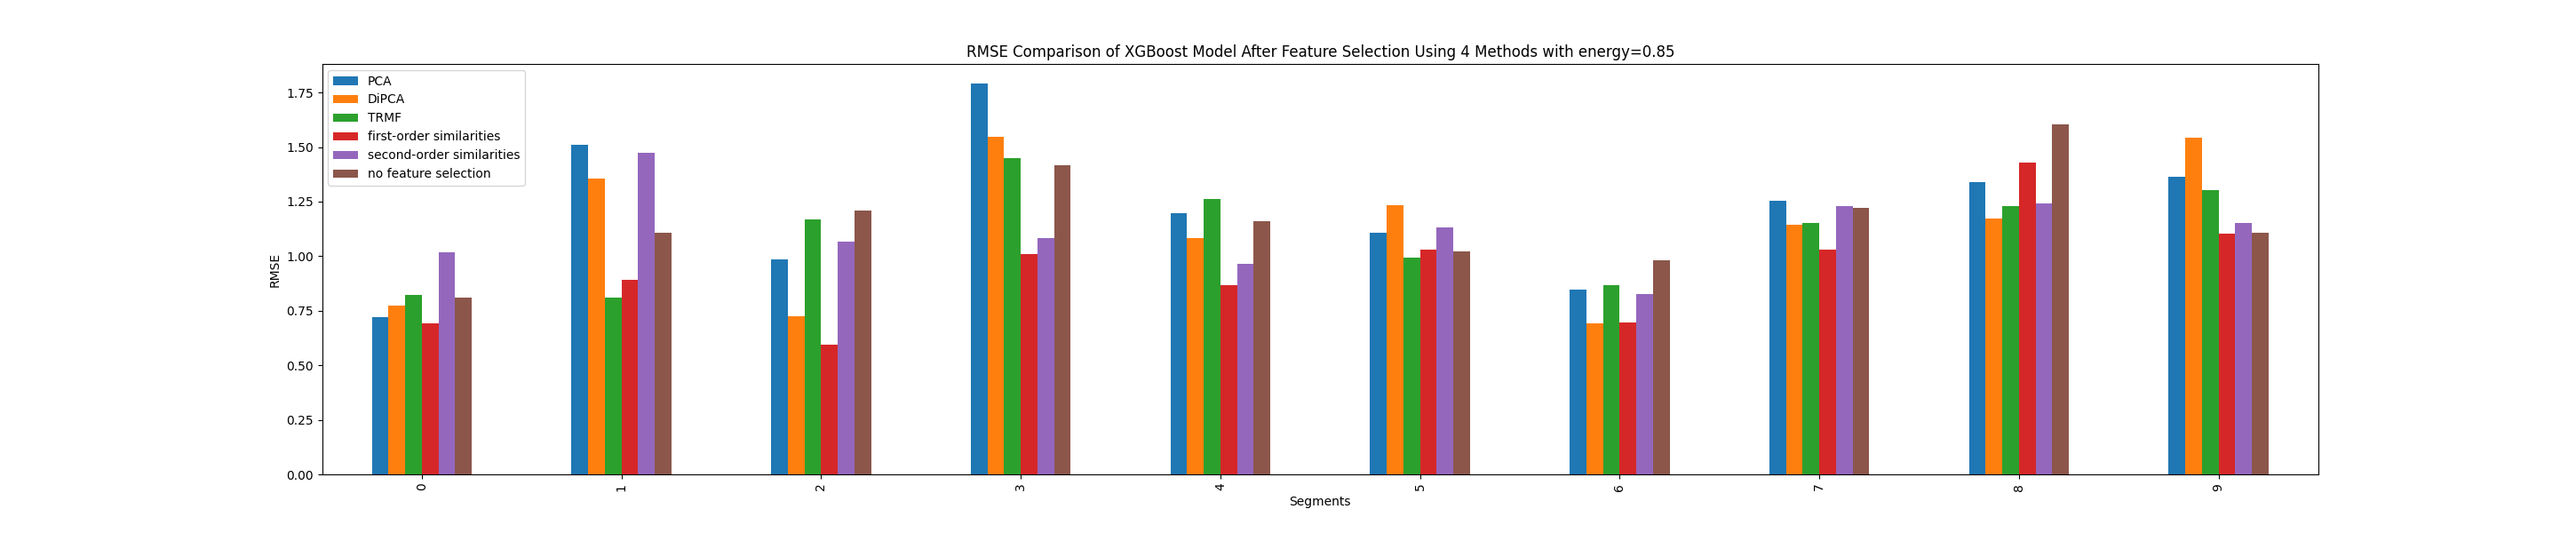 RMSE Comparison of XGBoost Model After Feature Selection Using 4 Methods with energy=0.85
PCA
DiPCA
TRMF
first-order similarities
second-order similarities
no feature selection
RMSE
1.75
1.50
1.25
1.00
0.75
0.50
0.25
0.00
0 1 2 3 4 5 6 7 8 9
Segments